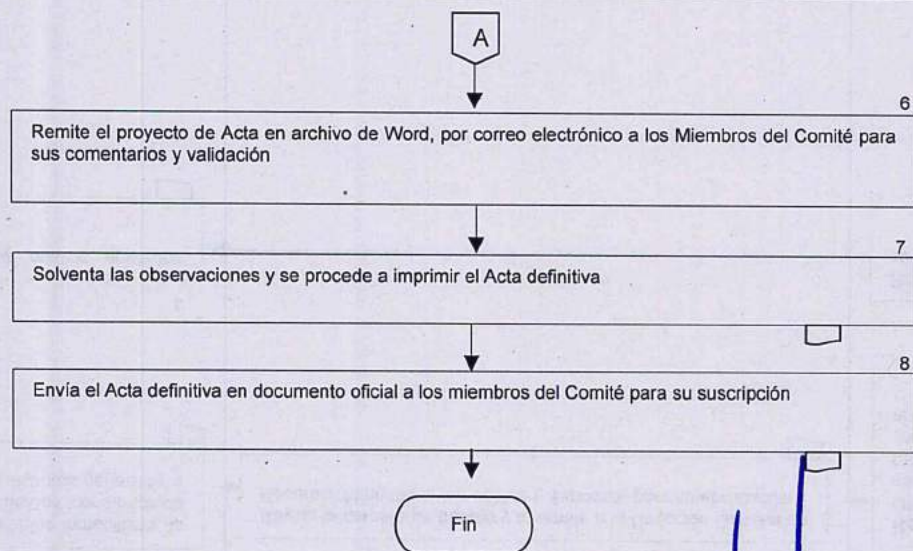 A
6
Remite el proyecto de Acta en archivo de Word, por correo electrónico a los Miembros del Comité para
sus comentarios y validación
7
Solventa las observaciones y se procede a imprimir el Acta definitiva
8
Envía el Acta definitiva en documento oficial a los miembros del Comité para su suscripción
Fin